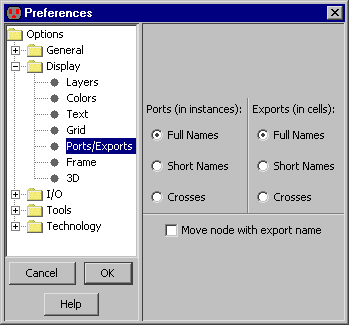 Preferences
Options
General
Display
Layers
Colors
Text
Grid
Ports/Exports
Frame
3D
I/O
Tools
Technology
Cancel
OK
Help
Ports (in instances):
Exports (in cells):
Full Names
Full Names
Short Names
Short Names
Crosses
Crosses
Move node with export name